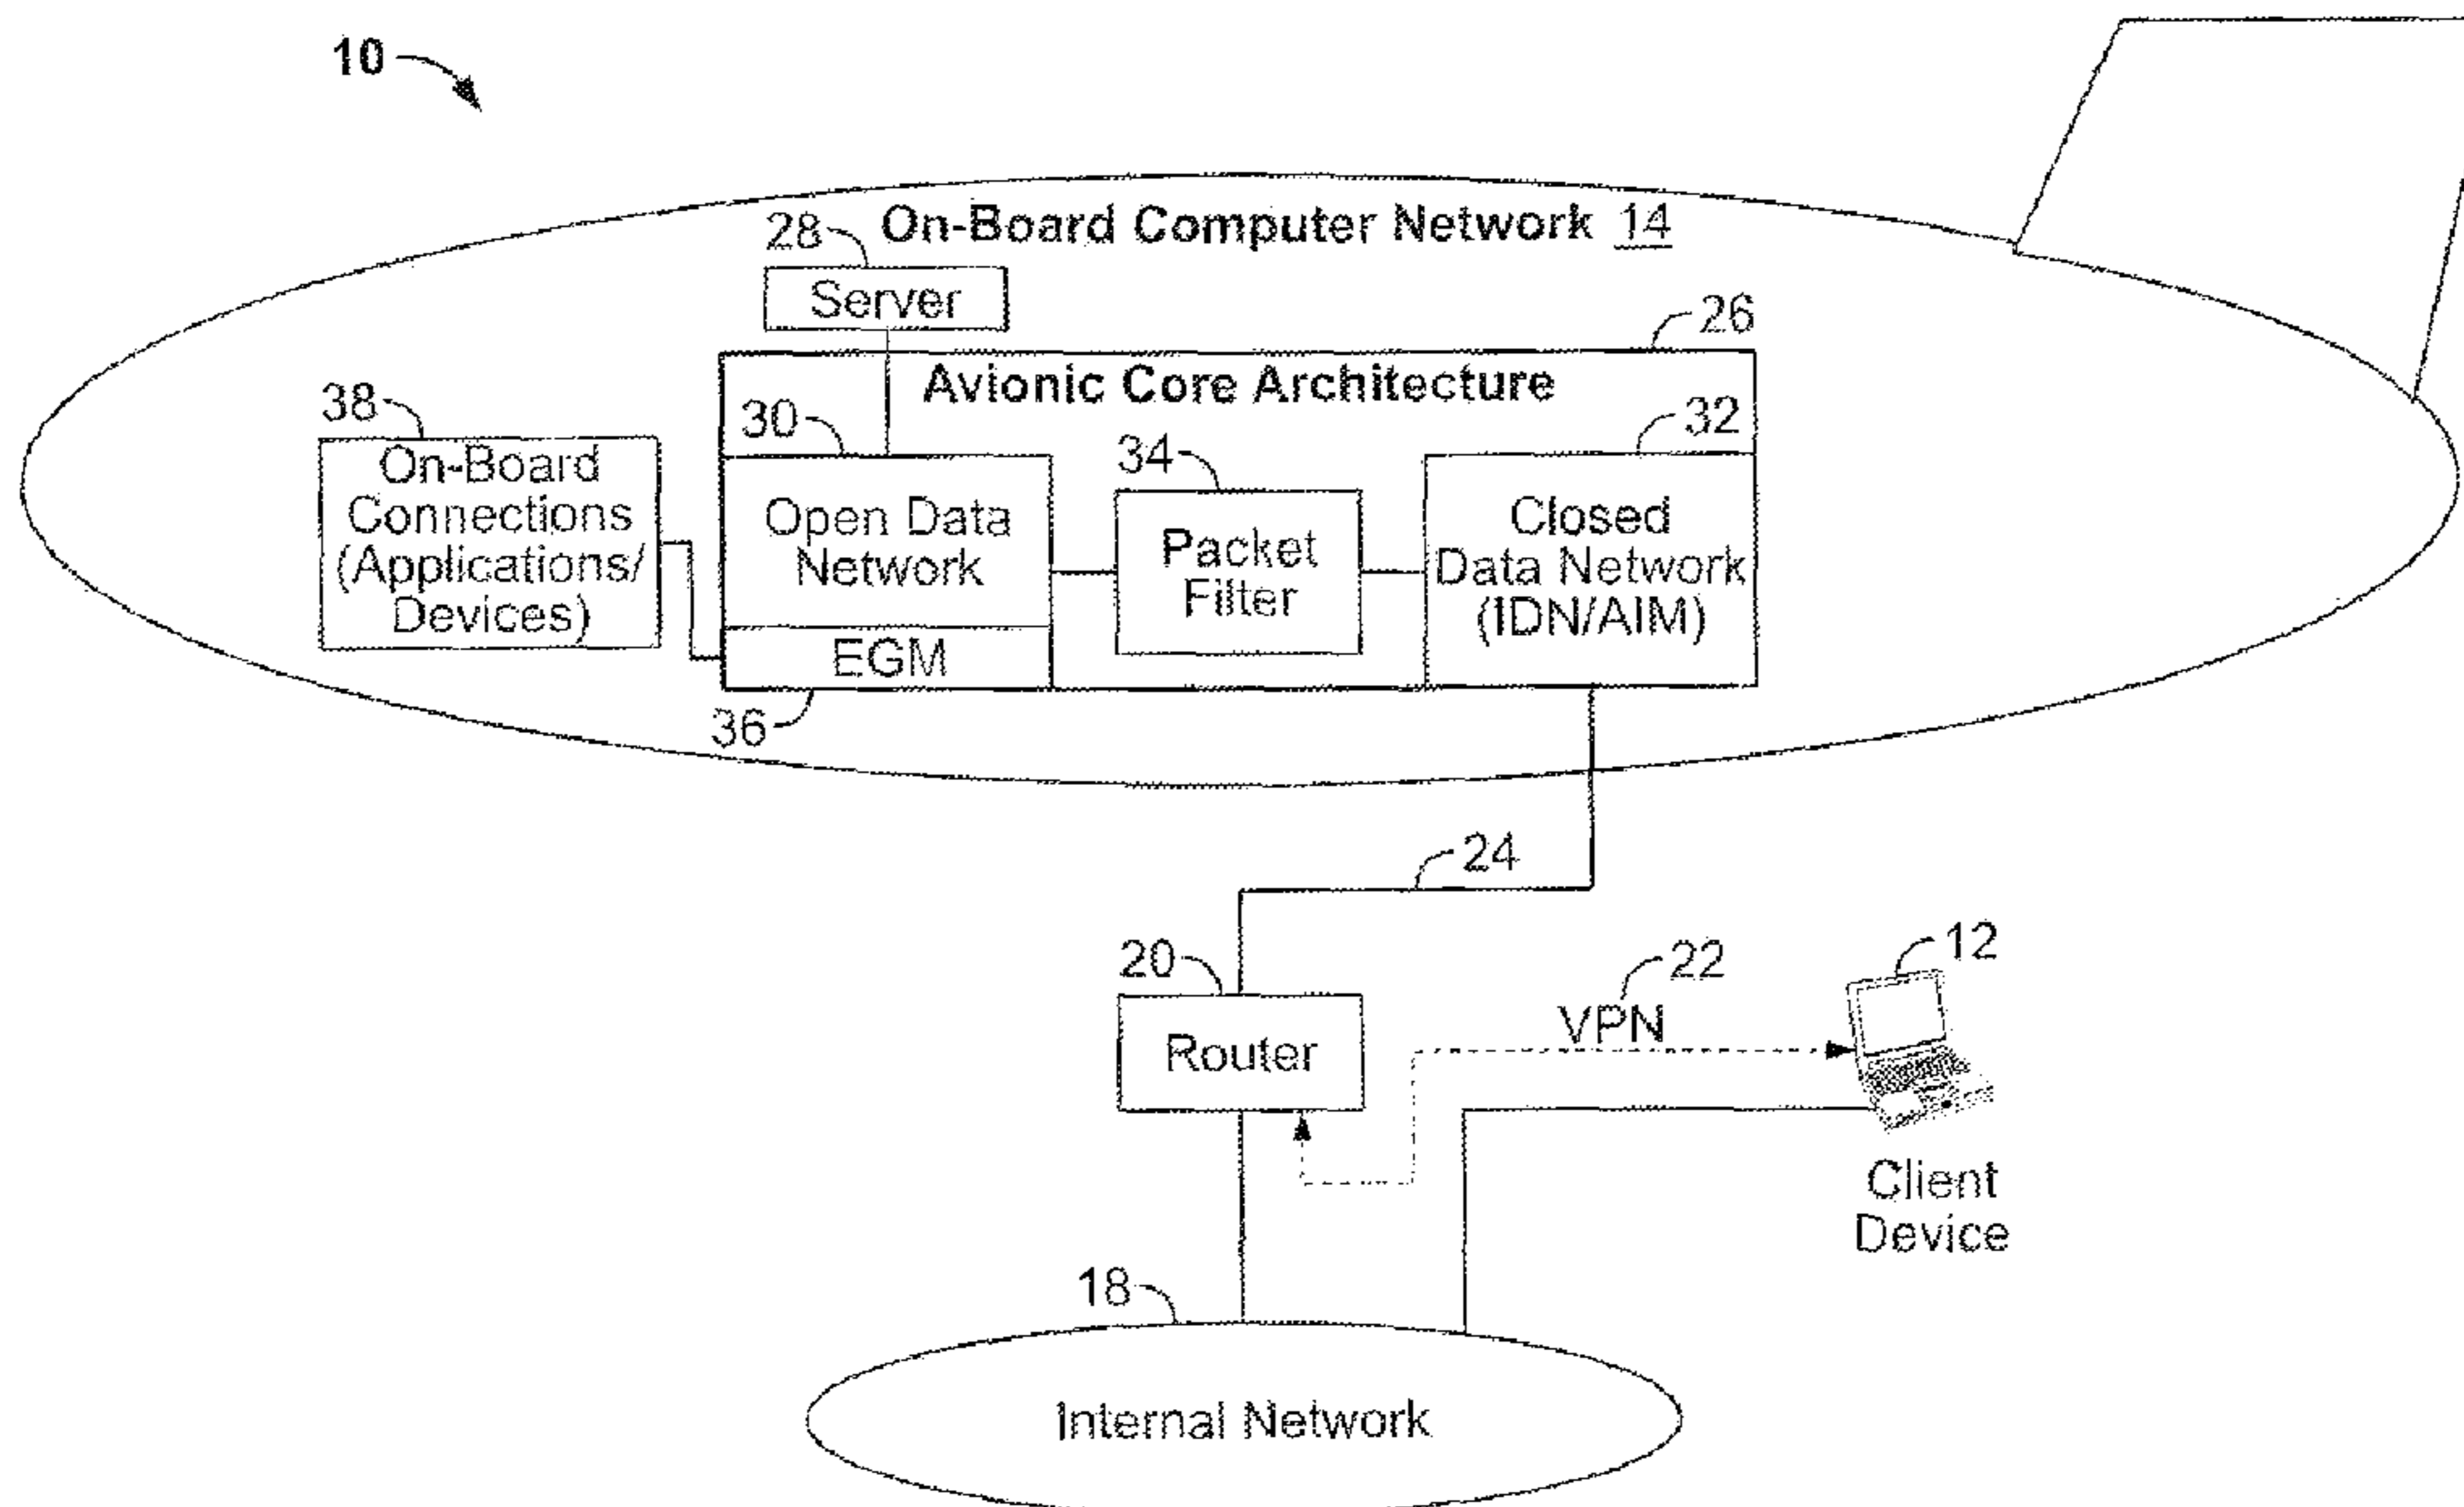 10
On-Board Computer Network 14
28
Server
26
Avionic Core Architecture
38
30
32
34
On-Board
Connections
(Applications/
Devices)
Open Data
Network
Packet
Filter
Closed
Data Network
(IDN/AIM)
EGM
36
24
20
22
12
VPN
Router
Client
Device
18
Internal Network